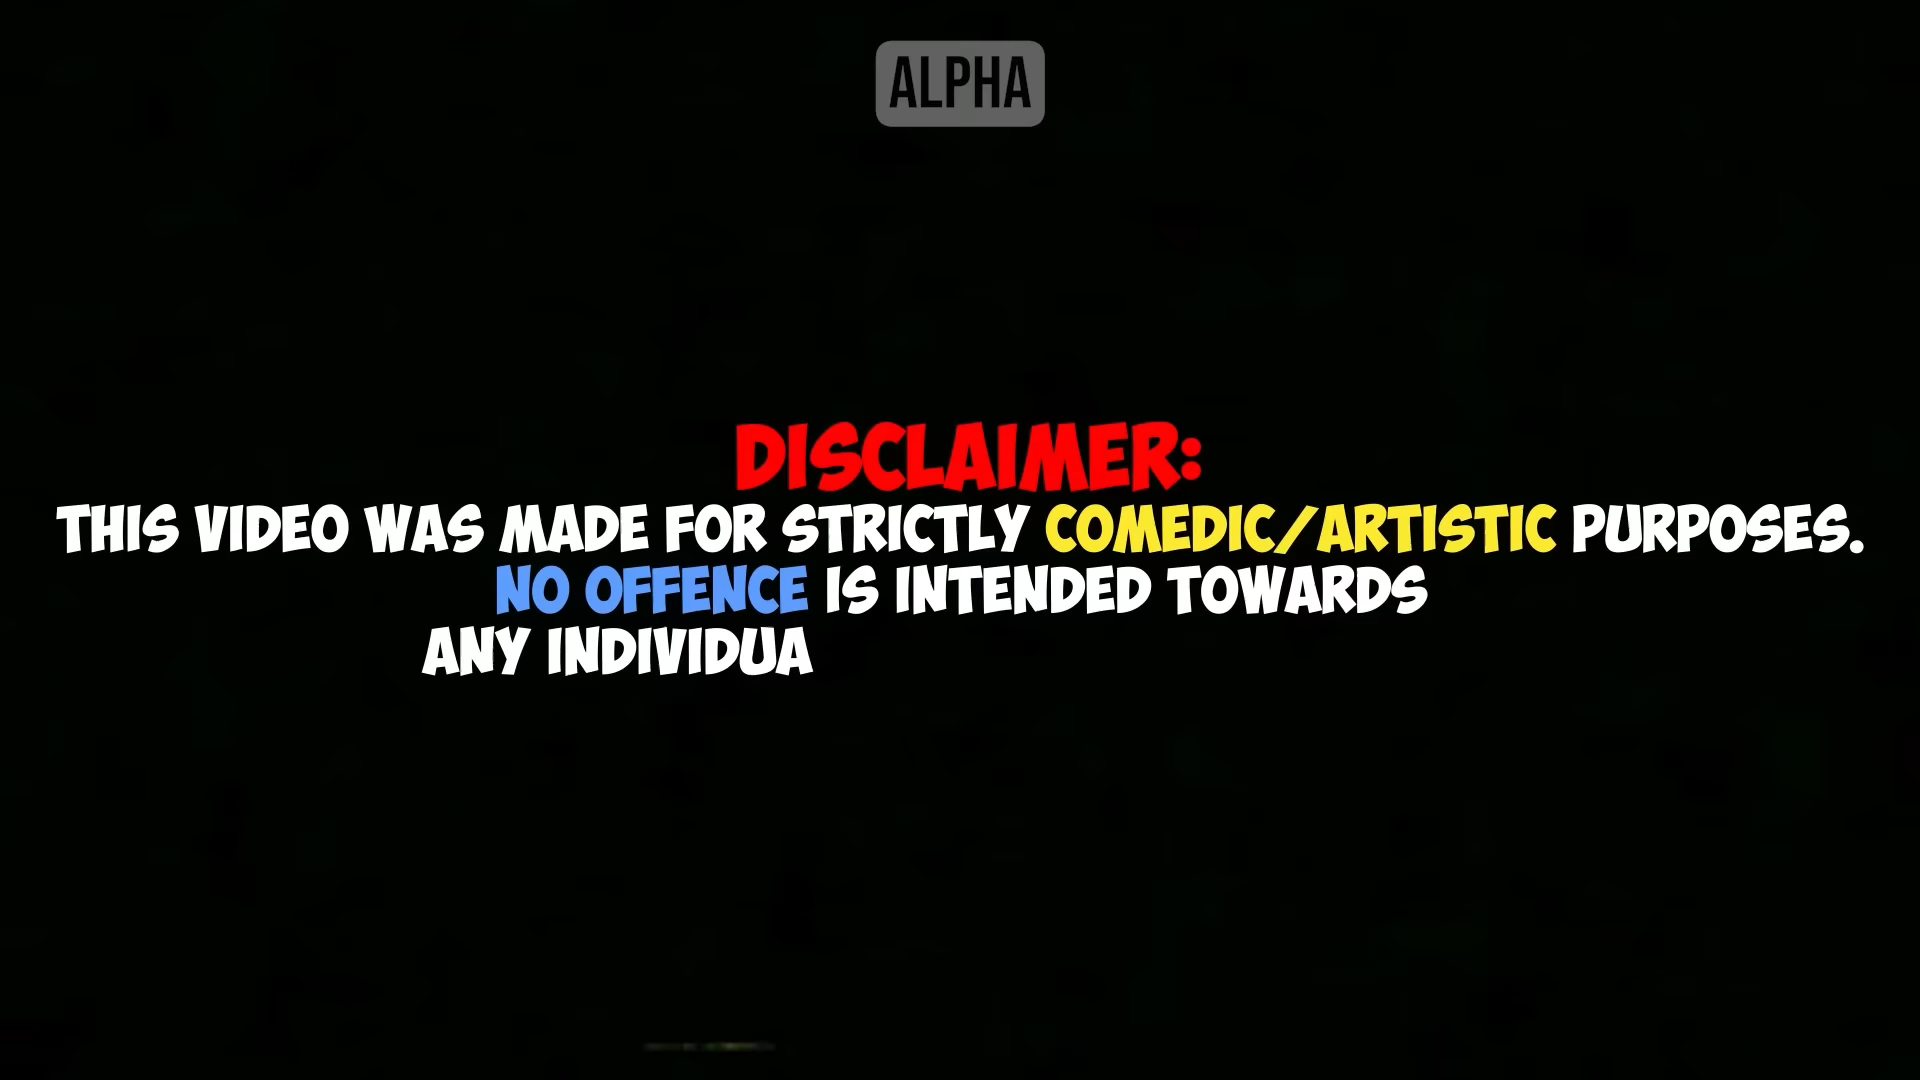 ALPHA
DISCLAIMER:
THIS VIDEO WAS MADE FOR STRICTLY COMEDIC/ARTISTIC PURPOSES.
NO OFFENCE IS INTENDED TOWARDS
ANY INDIVIDUA